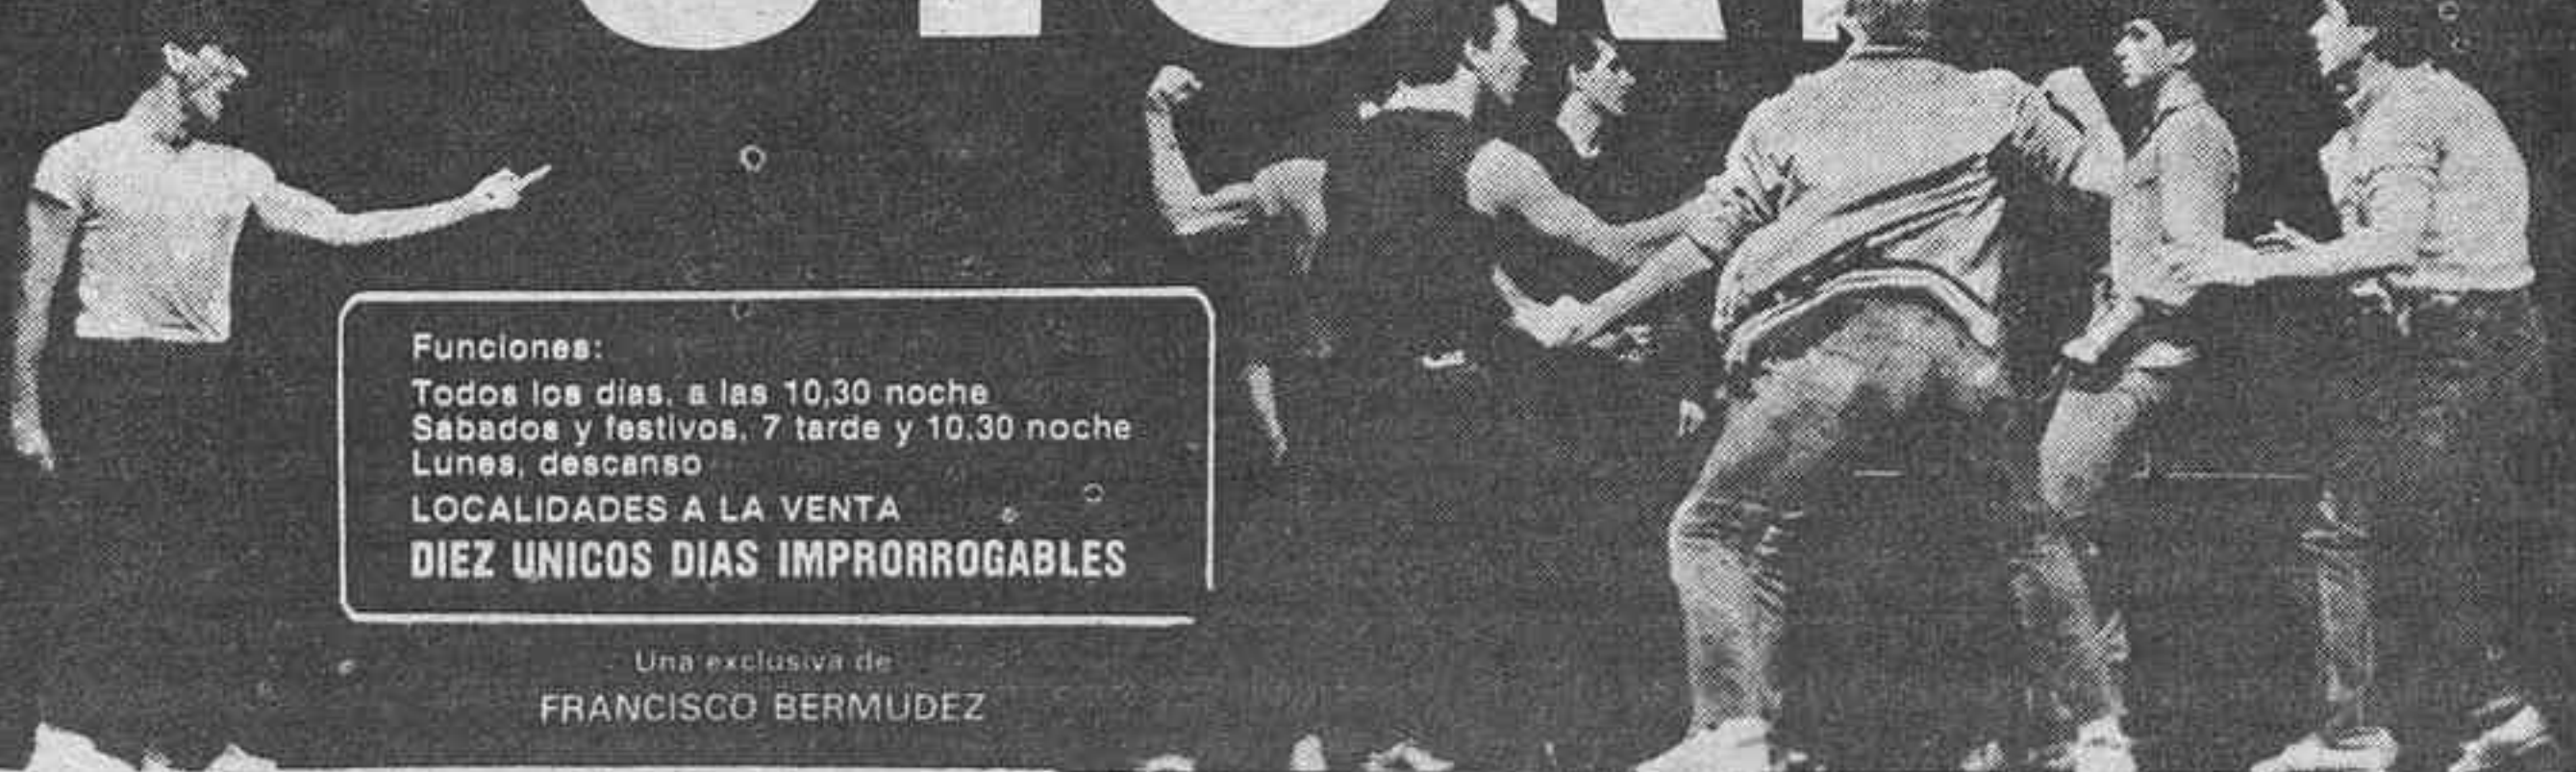 Funciones:
Todos los días, a las 10,30 noche
Sabados y festivos, 7 tarde y 10,30 noche
Lunes, descanso
LOCALIDADES A LA VENTA
DIEZ UNICOS DIAS IMPRORROGABLES
Una exclusiva de
FRANCISCO BERMUDEZ